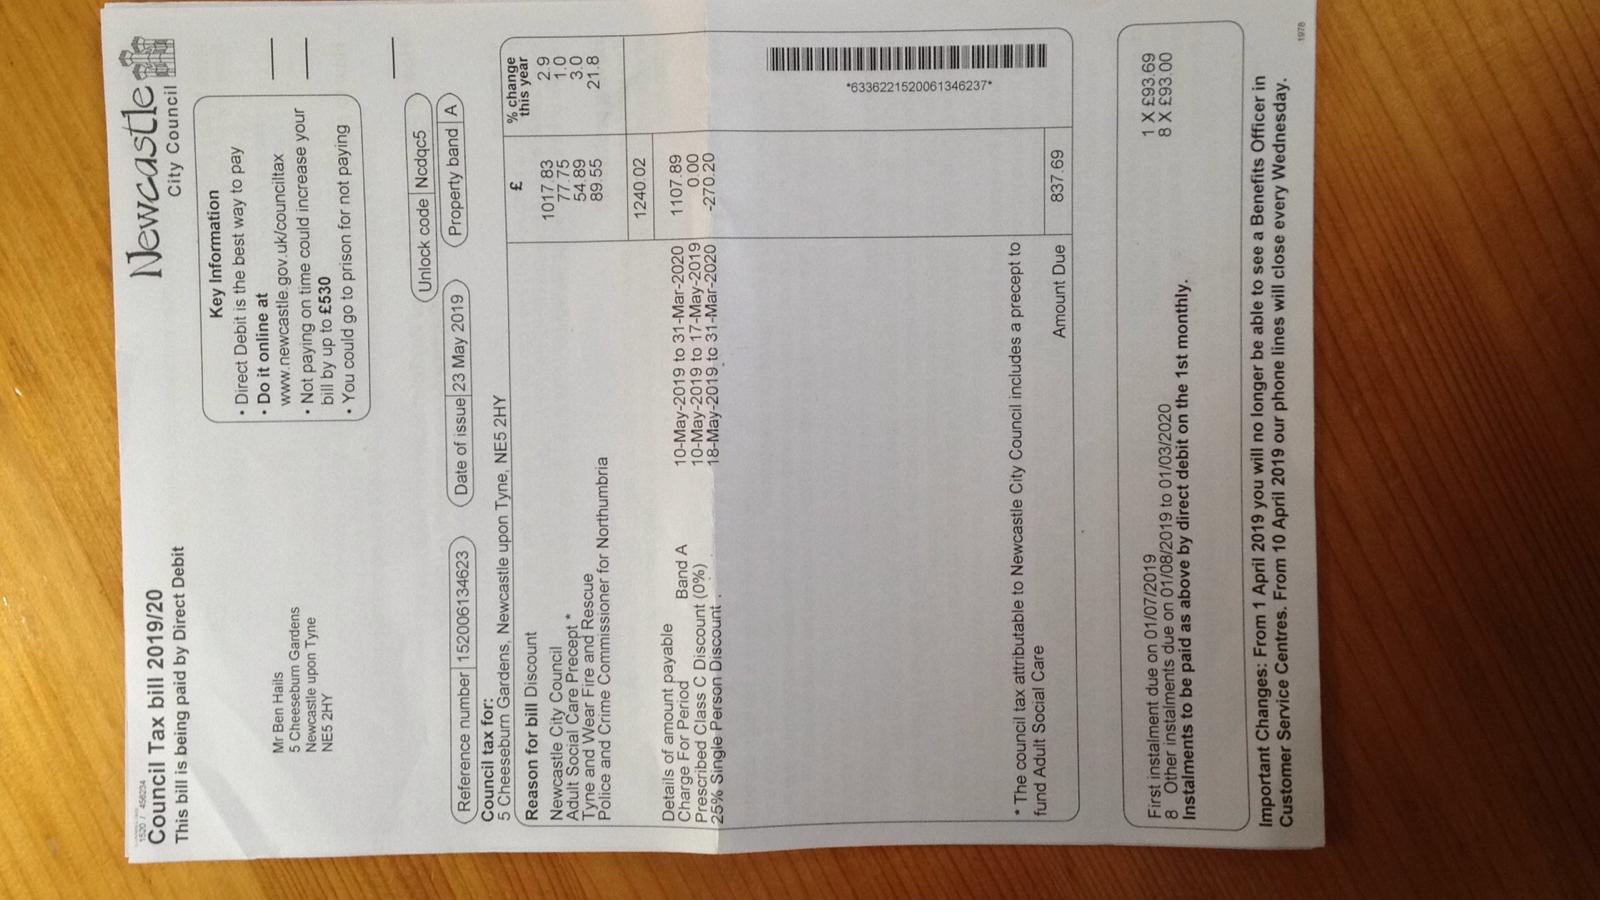 1520 / 456234
Council Tax bill 2019/20
This bill is being paid by Direct Debit
Newcastle
City Council
Key Information
• Direct Debit is the best way to pay
• Do it online at
www.newcastle.gov.uk/counciltax
• Not paying on time could increase your
bill by up to £530
• You could go to prison for not paying
Mr Ben Hails
5 Cheeseburn Gardens
Newcastle upon Tyne
NE5 2HY
Unlock code Ncdqc5
Reference number 152006134623 Date of issue 23 May 2019 Property band A
Council tax for:
5 Cheeseburn Gardens, Newcastle upon Tyne, NE5 2HY
Reason for bill Discount £ % change this year
Newcastle City Council 1017.83 2.9
Adult Social Care Precept * 77.75 1.0
Tyne and Wear Fire and Rescue 54.89 3.0
Police and Crime Commissioner for Northumbria 89.55 21.8
1240.02
Details of amount payable
Charge For Period Band A 10-May-2019 to 31-Mar-2020 1107.89
Prescribed Class C Discount (0%) 10-May-2019 to 17-May-2019 0.00
25% Single Person Discount 18-May-2019 to 31-Mar-2020 -270.20
*6336221520061346237*
* The council tax attributable to Newcastle City Council includes a precept to
fund Adult Social Care
Amount Due 837.69
First instalment due on 01/07/2019 1 X £93.69
8 Other instalments due on 01/08/2019 to 01/03/2020 8 X £93.00
Instalments to be paid as above by direct debit on the 1st monthly.
Important Changes: From 1 April 2019 you will no longer be able to see a Benefits Officer in
Customer Service Centres. From 10 April 2019 our phone lines will close every Wednesday.
1978